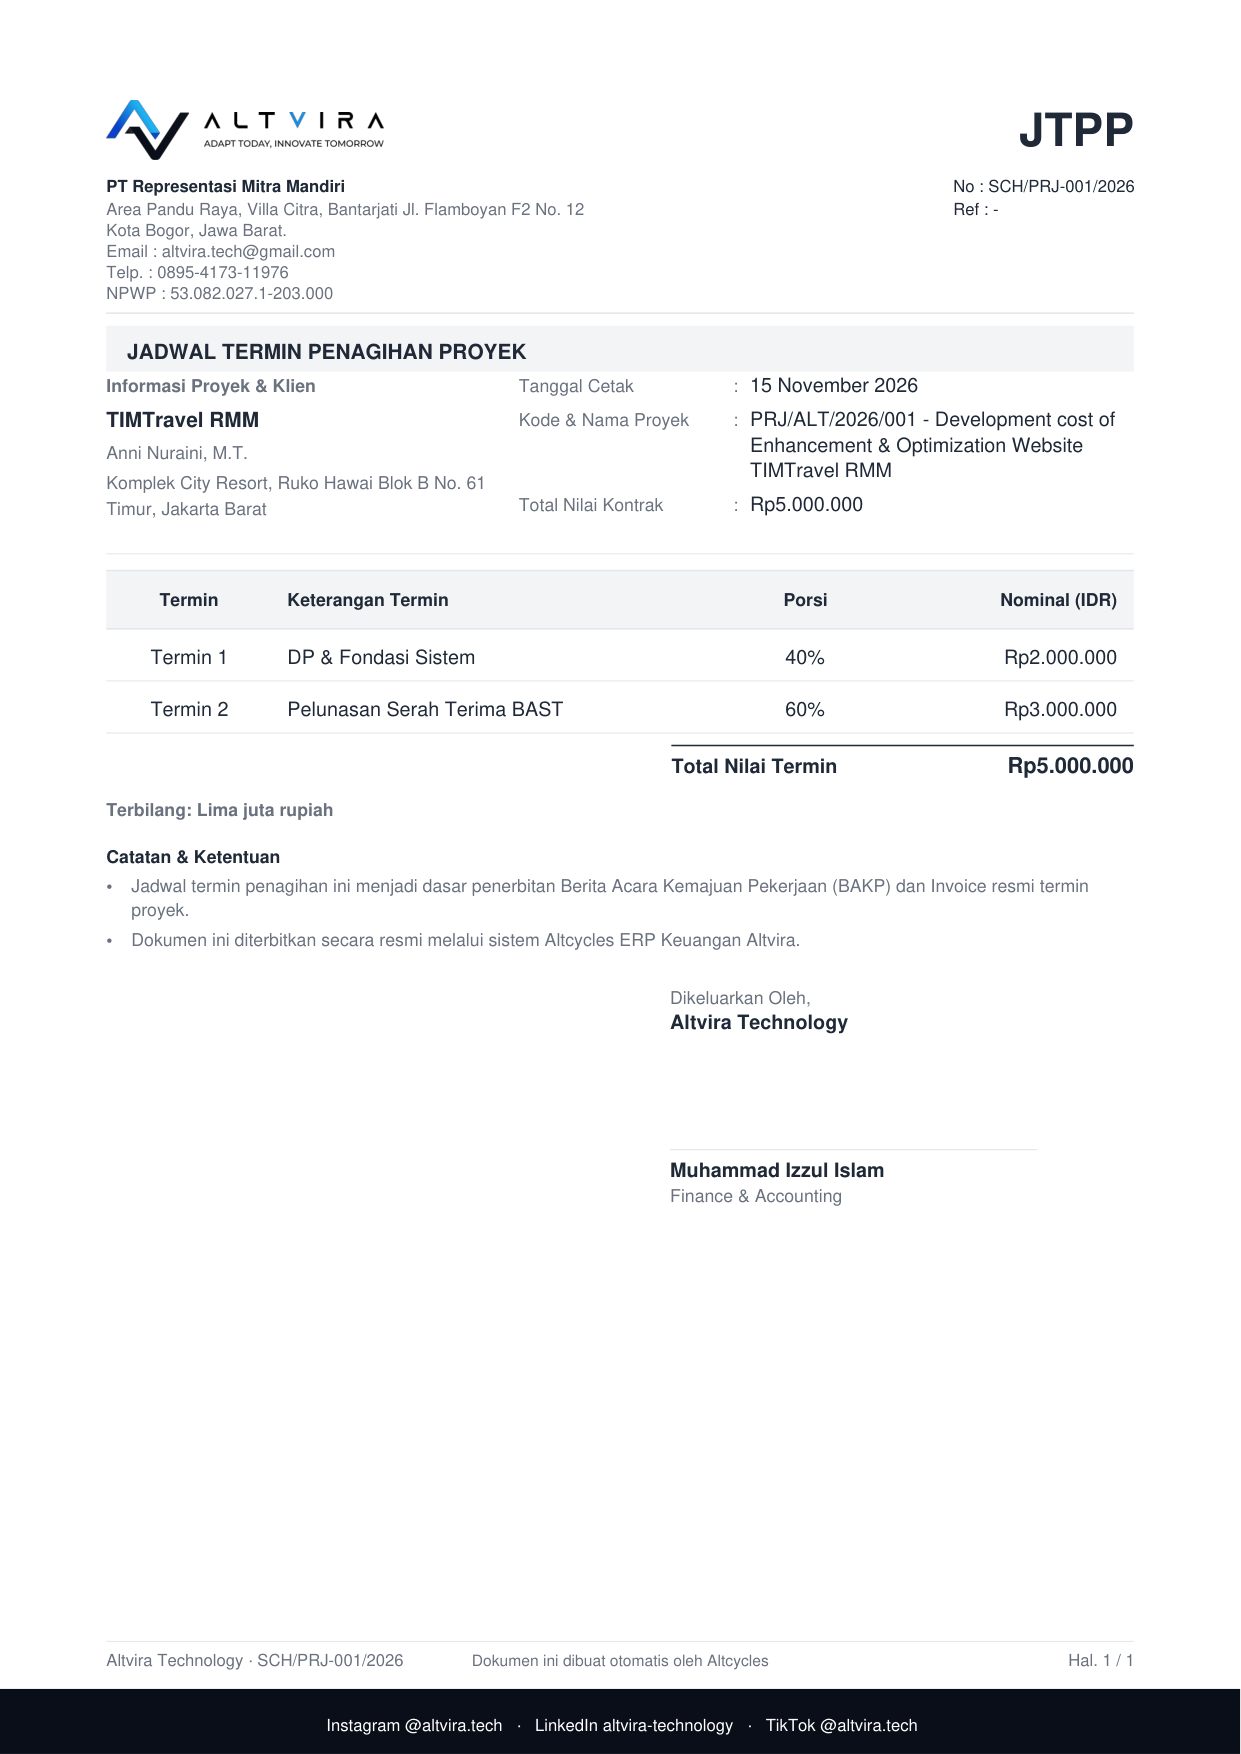 ALTVIRA
ADAPT TODAY, INNOVATE TOMORROW
JTPP
PT Representasi Mitra Mandiri
Area Pandu Raya, Villa Citra, Bantarjati Jl. Flamboyan F2 No. 12
Kota Bogor, Jawa Barat.
Email : altvira.tech@gmail.com
Telp. : 0895-4173-11976
NPWP : 53.082.027.1-203.000
No : SCH/PRJ-001/2026
Ref : -
JADWAL TERMIN PENAGIHAN PROYEK
Informasi Proyek & Klien
TIMTravel RMM
Anni Nuraini, M.T.
Komplek City Resort, Ruko Hawai Blok B No. 61
Timur, Jakarta Barat
Tanggal Cetak : 15 November 2026
Kode & Nama Proyek : PRJ/ALT/2026/001 - Development cost of
Enhancement & Optimization Website
TIMTravel RMM
Total Nilai Kontrak : Rp5.000.000
Termin Keterangan Termin Porsi Nominal (IDR)
Termin 1 DP & Fondasi Sistem 40% Rp2.000.000
Termin 2 Pelunasan Serah Terima BAST 60% Rp3.000.000
Total Nilai Termin Rp5.000.000
Terbilang: Lima juta rupiah
Catatan & Ketentuan
• Jadwal termin penagihan ini menjadi dasar penerbitan Berita Acara Kemajuan Pekerjaan (BAKP) dan Invoice resmi termin
proyek.
• Dokumen ini diterbitkan secara resmi melalui sistem Altcycles ERP Keuangan Altvira.
Dikeluarkan Oleh,
Altvira Technology
Muhammad Izzul Islam
Finance & Accounting
Altvira Technology · SCH/PRJ-001/2026 Dokumen ini dibuat otomatis oleh Altcycles Hal. 1 / 1
Instagram @altvira.tech · LinkedIn altvira-technology · TikTok @altvira.tech